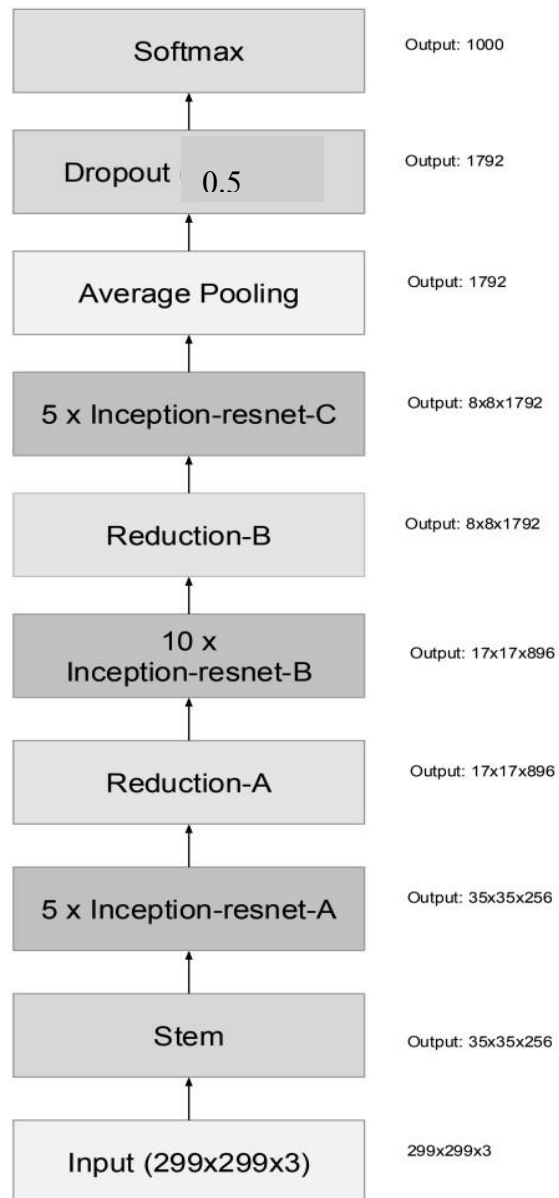 Softmax
Output: 1000
Dropout 0.5
Output: 1792
Average Pooling
Output: 1792
5 x Inception-resnet-C
Output: 8x8x1792
Reduction-B
Output: 8x8x1792
10 x
Inception-resnet-B
Output: 17x17x896
Reduction-A
Output: 17x17x896
5 x Inception-resnet-A
Output: 35x35x256
Stem
Output: 35x35x256
Input (299x299x3)
299x299x3